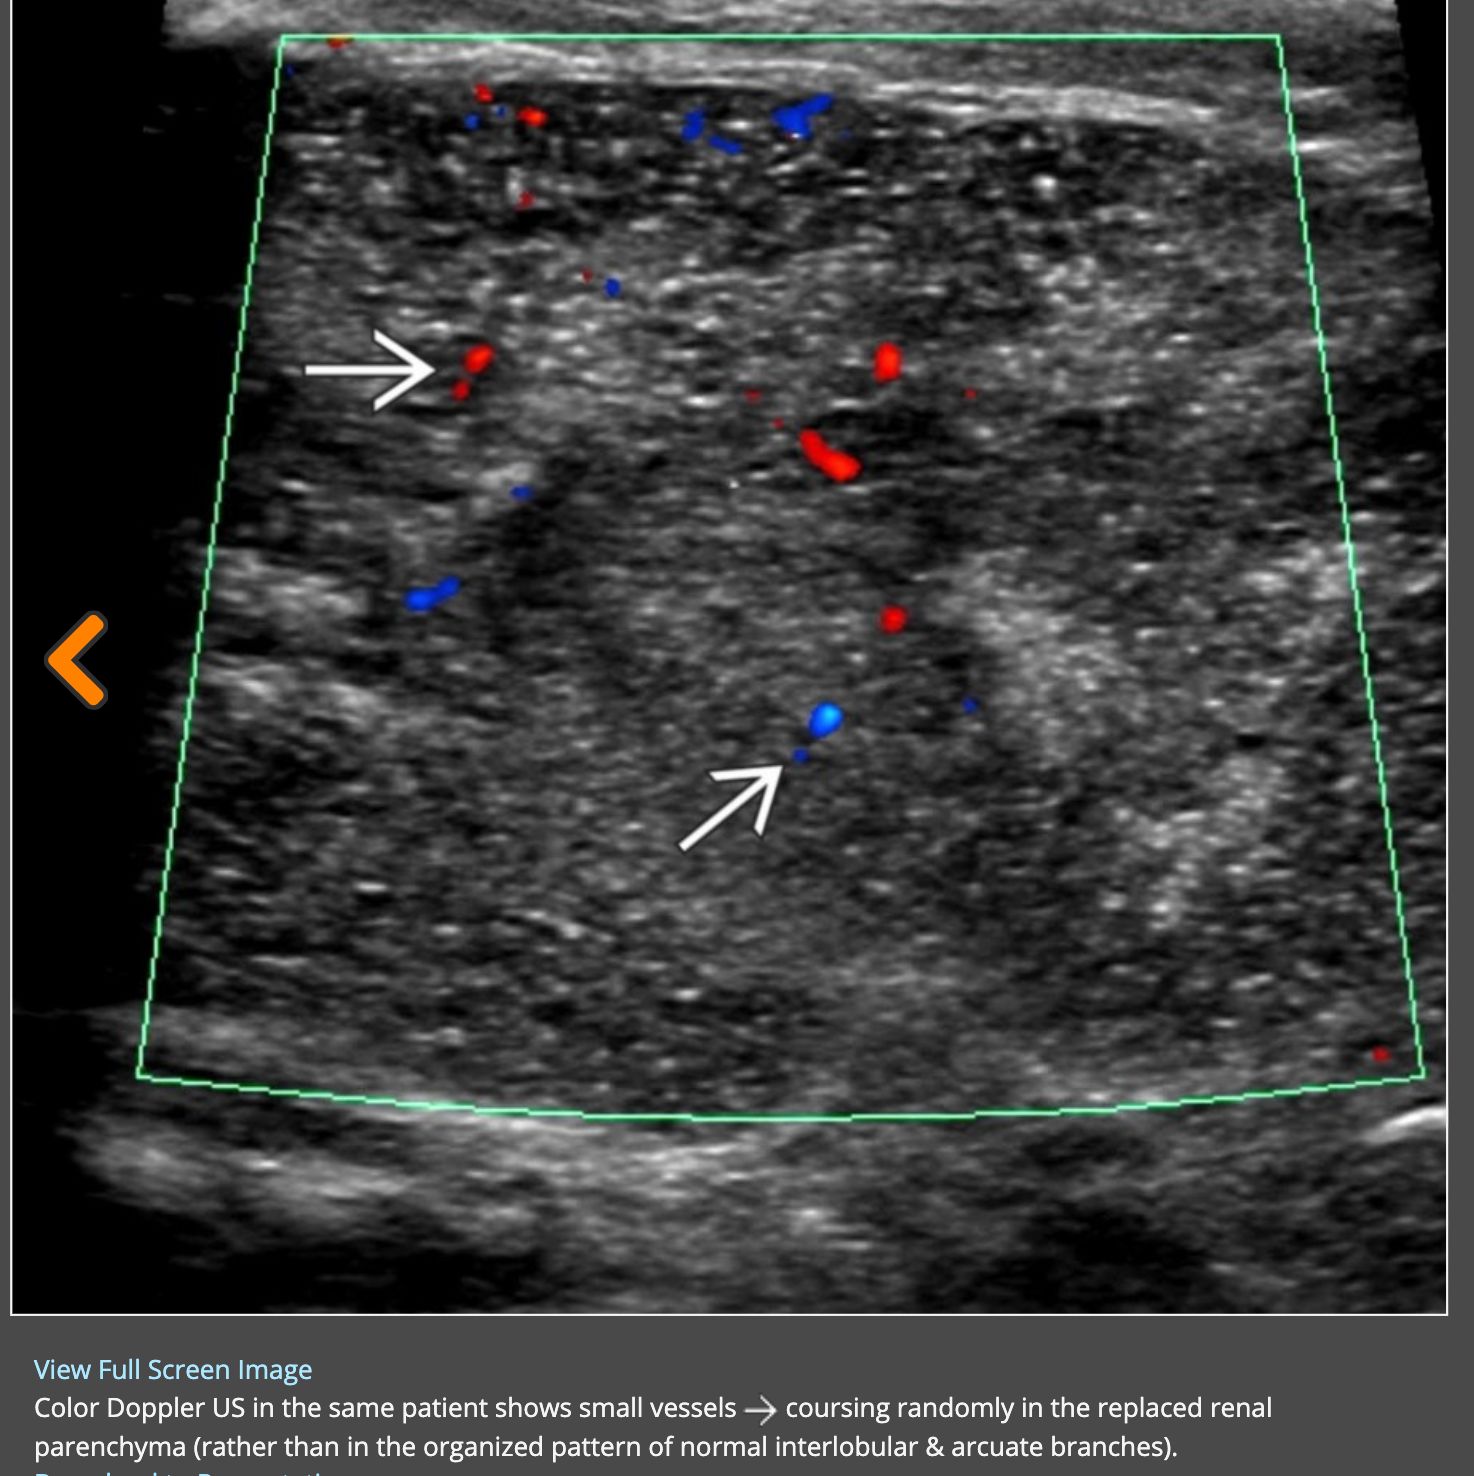 View Full Screen Image
Color Doppler US in the same patient shows small vessels → coursing randomly in the replaced renal
parenchyma (rather than in the organized pattern of normal interlobular & arcuate branches).